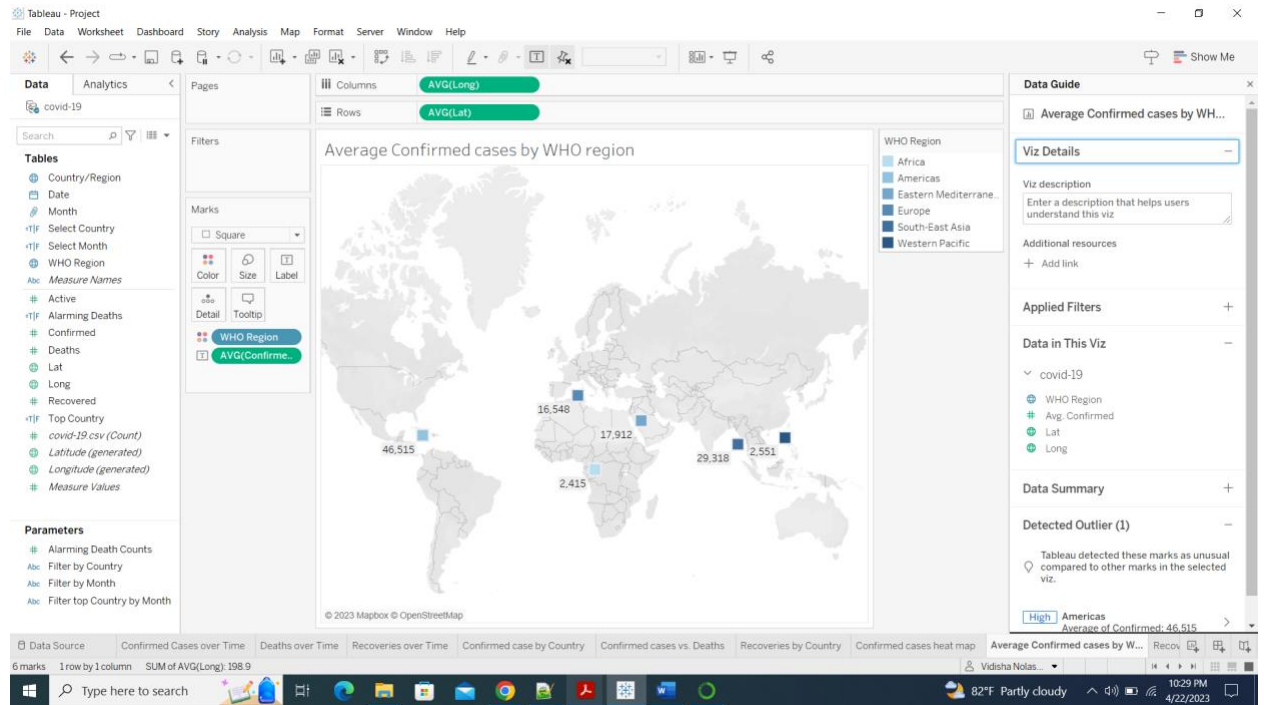 Tableau - Project
File Data Worksheet Dashboard Story Analysis Map Format Server Window Help
Show Me
Data Analytics
covid-19
Search
Tables
Country/Region
Date
Month
Select Country
Select Month
WHO Region
Abc Measure Names
Active
Alarming Deaths
Confirmed
Deaths
Lat
Long
Recovered
Top Country
covid-19.csv (Count)
Latitude (generated)
Longitude (generated)
Measure Values
Parameters
Alarming Death Counts
Abc Filter by Country
Abc Filter by Month
Abc Filter top Country by Month
Pages
Filters
Marks
Square
Color Size Label
Detail Tooltip
WHO Region
AVG(Confirme..
Columns AVG(Long)
Rows AVG(Lat)
Average Confirmed cases by WHO region
46,515
16,548
17,912
2,415
29,318
2,551
© 2023 Mapbox © OpenStreetMap
WHO Region
Africa
Americas
Eastern Mediterrane..
Europe
South-East Asia
Western Pacific
Data Guide
Average Confirmed cases by WH...
Viz Details
Viz description
Enter a description that helps users
understand this viz
Additional resources
+ Add link
Applied Filters
Data in This Viz
covid-19
WHO Region
Avg. Confirmed
Lat
Long
Data Summary
Detected Outlier (1)
Tableau detected these marks as unusual
compared to other marks in the selected
viz.
High Americas
Average of Confirmed: 46,515
Data Source Confirmed Cases over Time Deaths over Time Recoveries over Time Confirmed case by Country Confirmed cases vs. Deaths Recoveries by Country Confirmed cases heat map Average Confirmed cases by W... Recov
6 marks 1 row by 1 column SUM of AVG(Long): 198.9 Vidisha Nolas...
Type here to search 82°F Partly cloudy 10:29 PM
4/22/2023